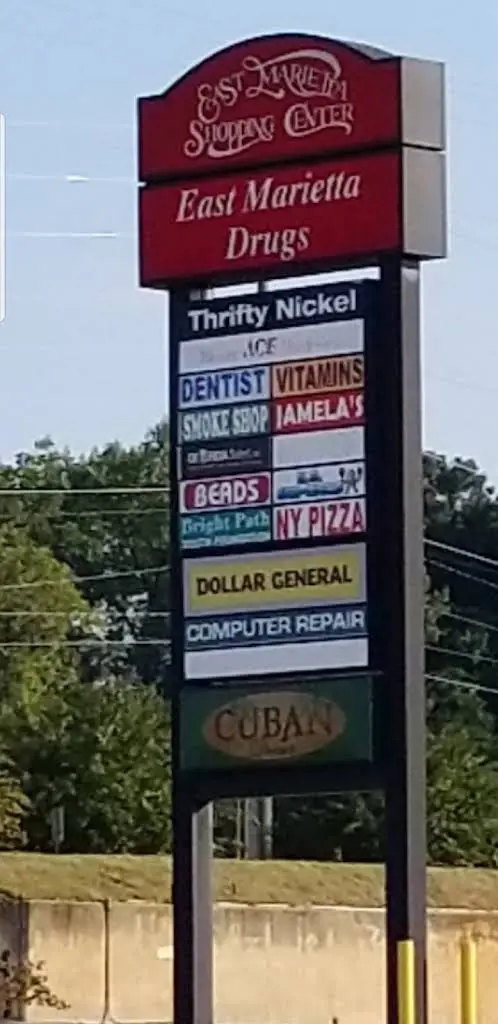 EAST MARIETTA
SHOPPING CENTER
East Marietta
Drugs
Thrifty Nickel
ACE
DENTIST VITAMINS
SMOKE SHOP JAMELA'S
BEADS
Bright Path NY PIZZA
DOLLAR GENERAL
COMPUTER REPAIR
CUBAN